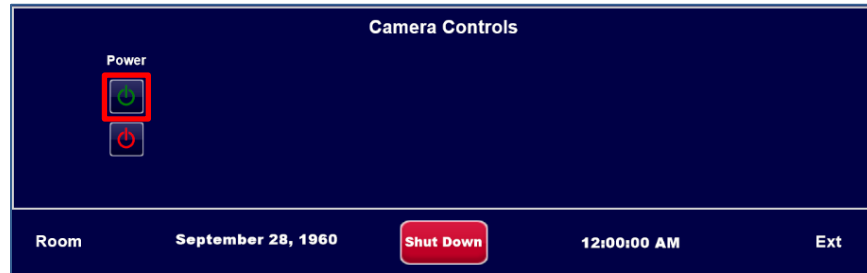 Camera Controls
Power
Room September 28, 1960 Shut Down 12:00:00 AM Ext